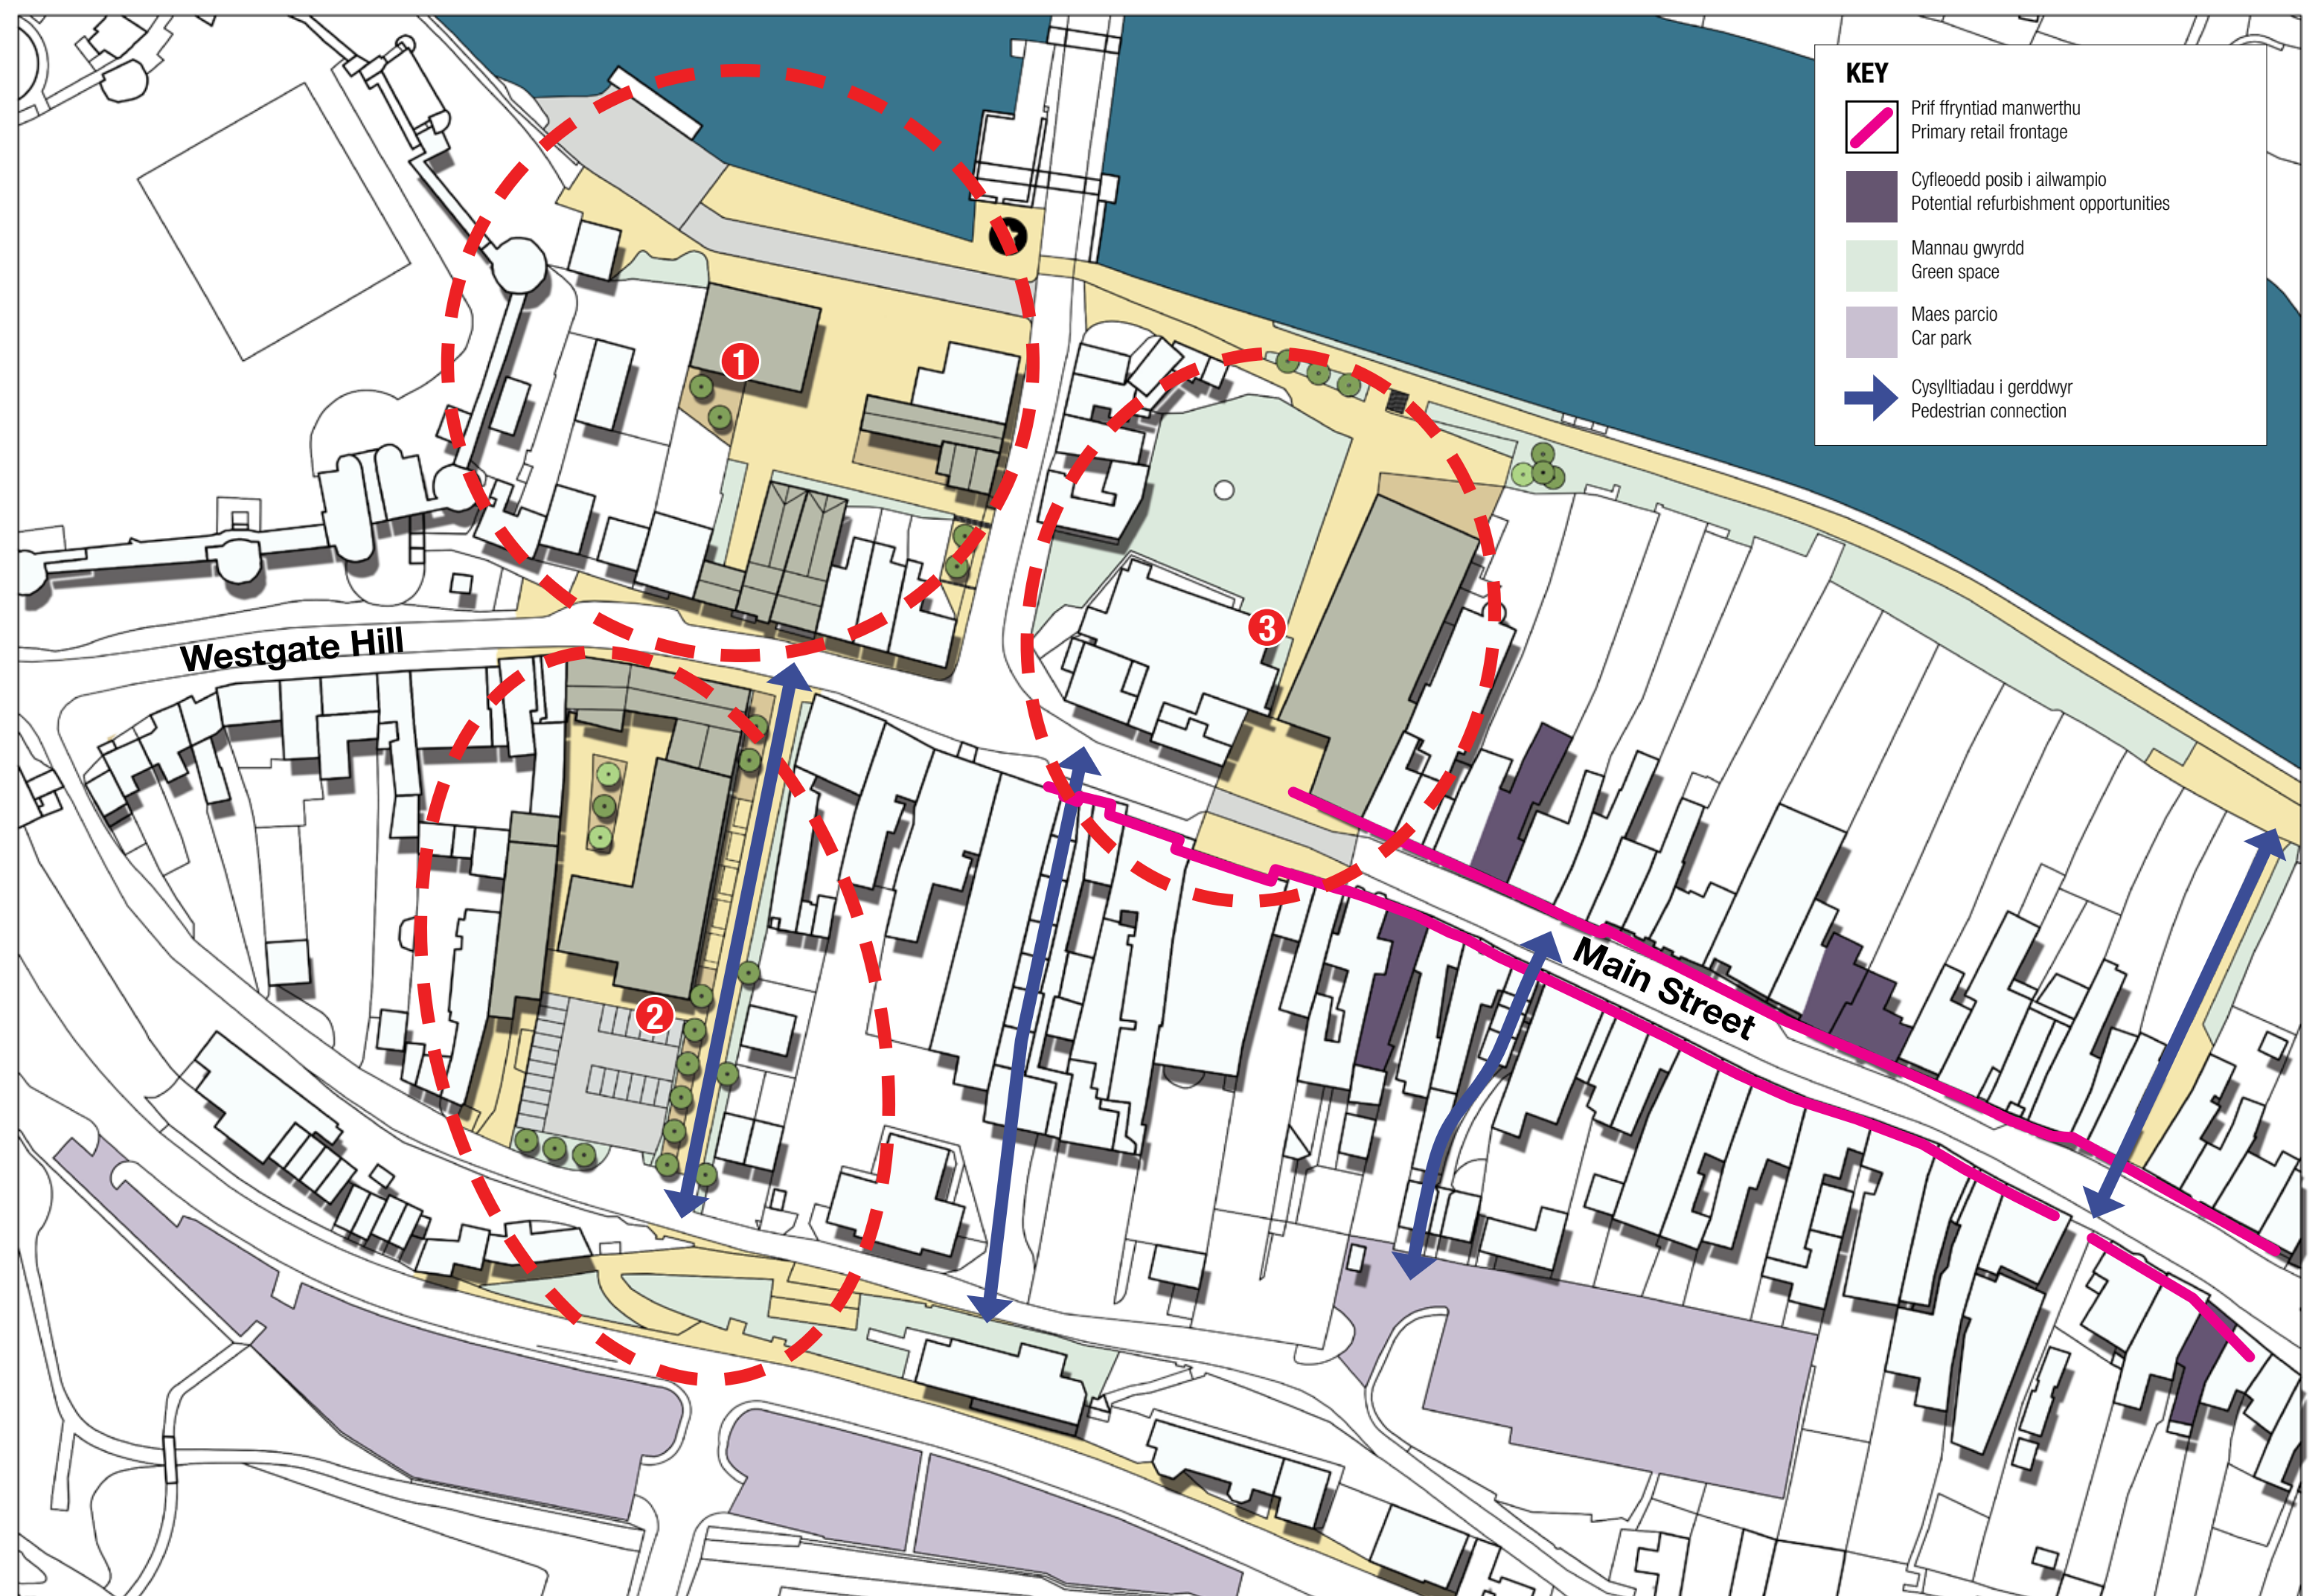 KEY
Prif ffryntiad manwerthu
Primary retail frontage
Cyfleoedd posib i ailwampio
Potential refurbishment opportunities
Mannau gwyrdd
Green space
Maes parcio
Car park
Cysylltiadau i gerddwyr
Pedestrian connection
1
3
Westgate Hill
Main Street
2